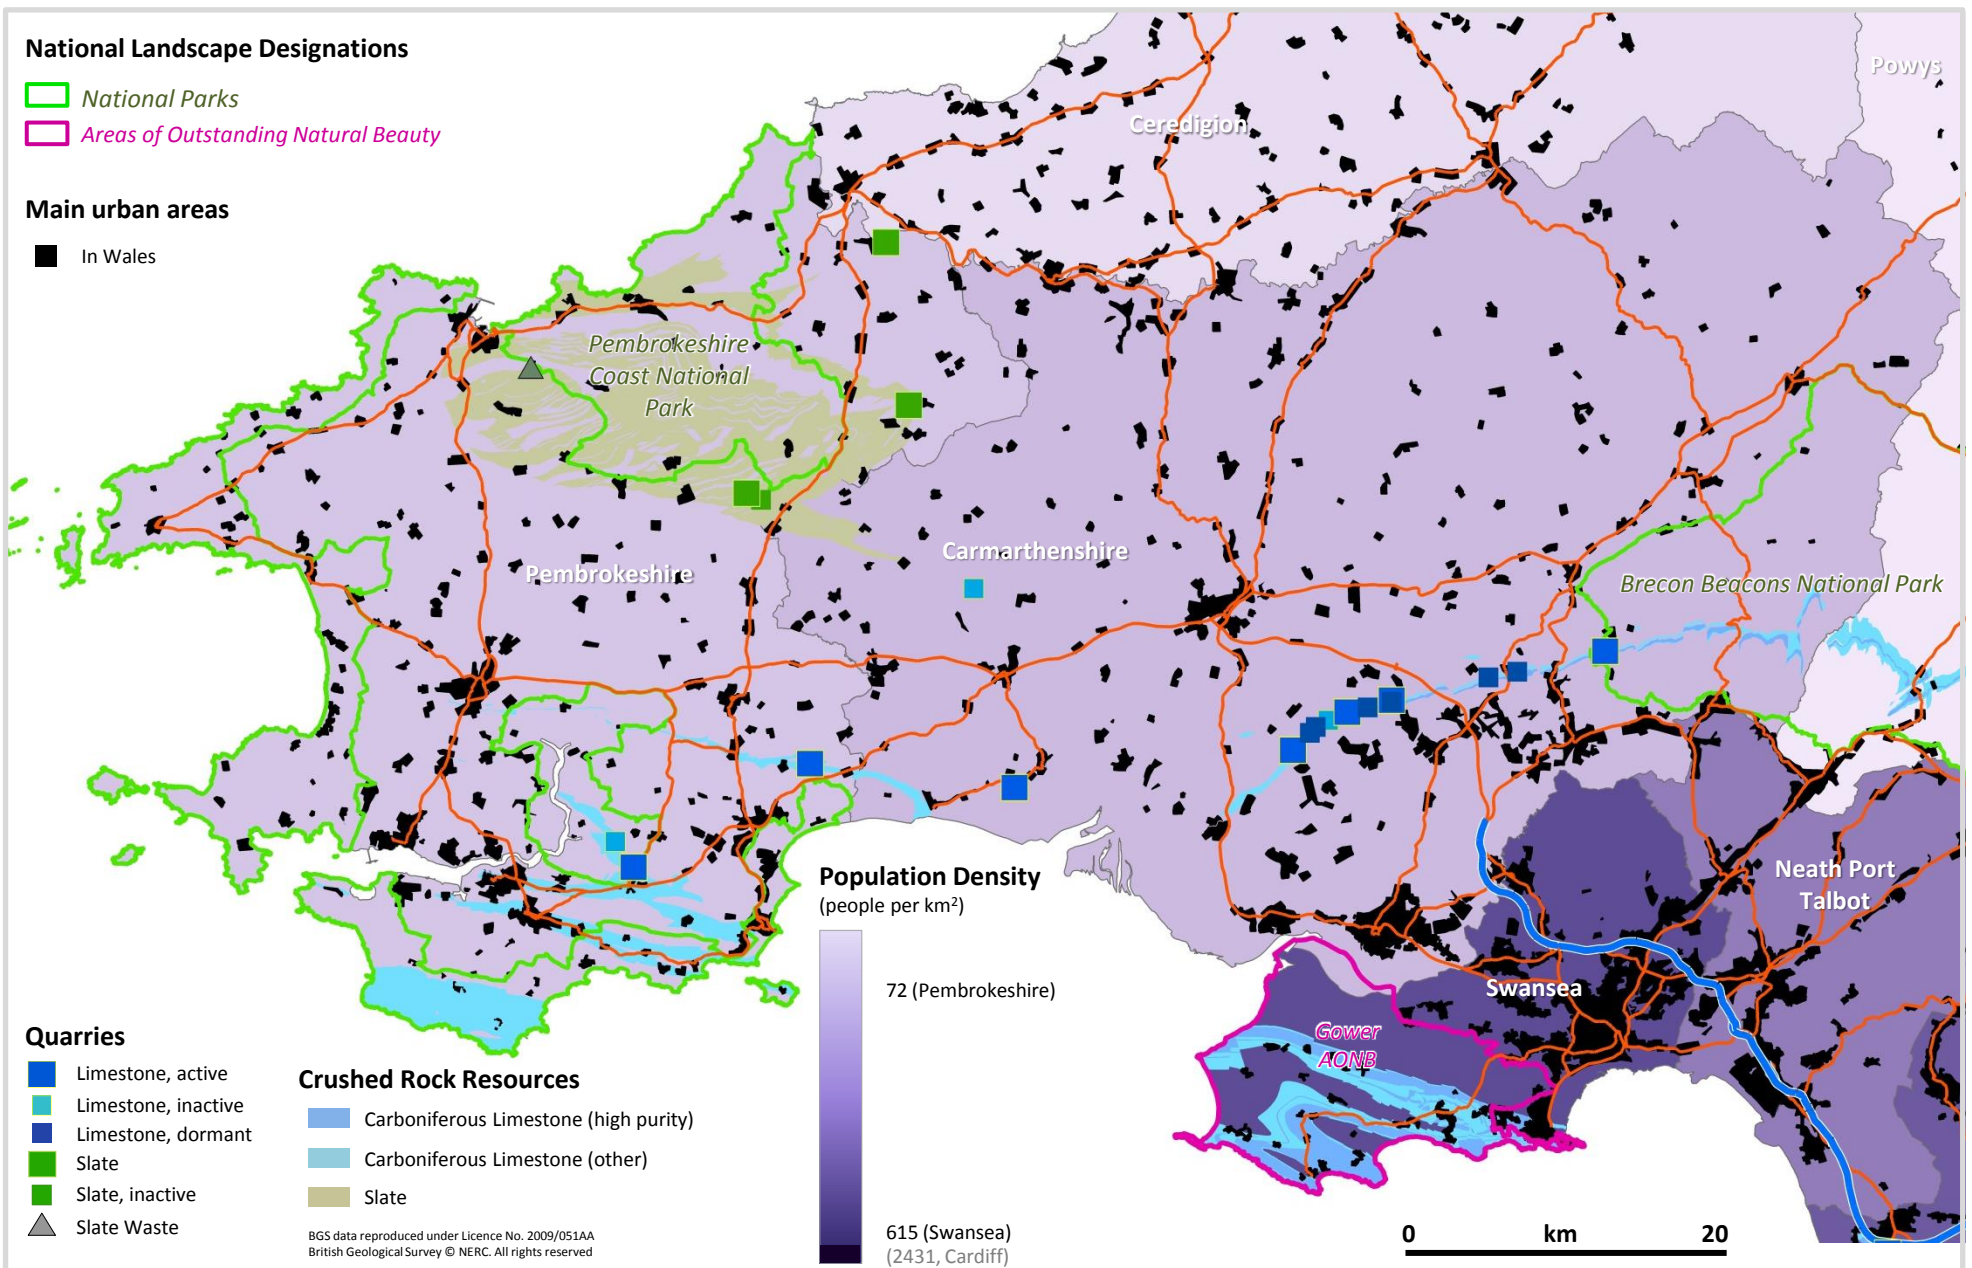 National Landscape Designations
National Parks
Areas of Outstanding Natural Beauty
Main urban areas
In Wales
Powys
Ceredigion
Pembrokeshire
Coast National
Park
Carmarthenshire
Pembrokeshire
Brecon Beacons National Park
Neath Port
Talbot
Swansea
Gower
AONB
Population Density
(people per km²)
72 (Pembrokeshire)
615 (Swansea)
(2431, Cardiff)
Quarries
Limestone, active
Limestone, inactive
Limestone, dormant
Slate
Slate, inactive
Slate Waste
Crushed Rock Resources
Carboniferous Limestone (high purity)
Carboniferous Limestone (other)
Slate
BGS data reproduced under Licence No. 2009/051AA
British Geological Survey © NERC. All rights reserved
0 km 20